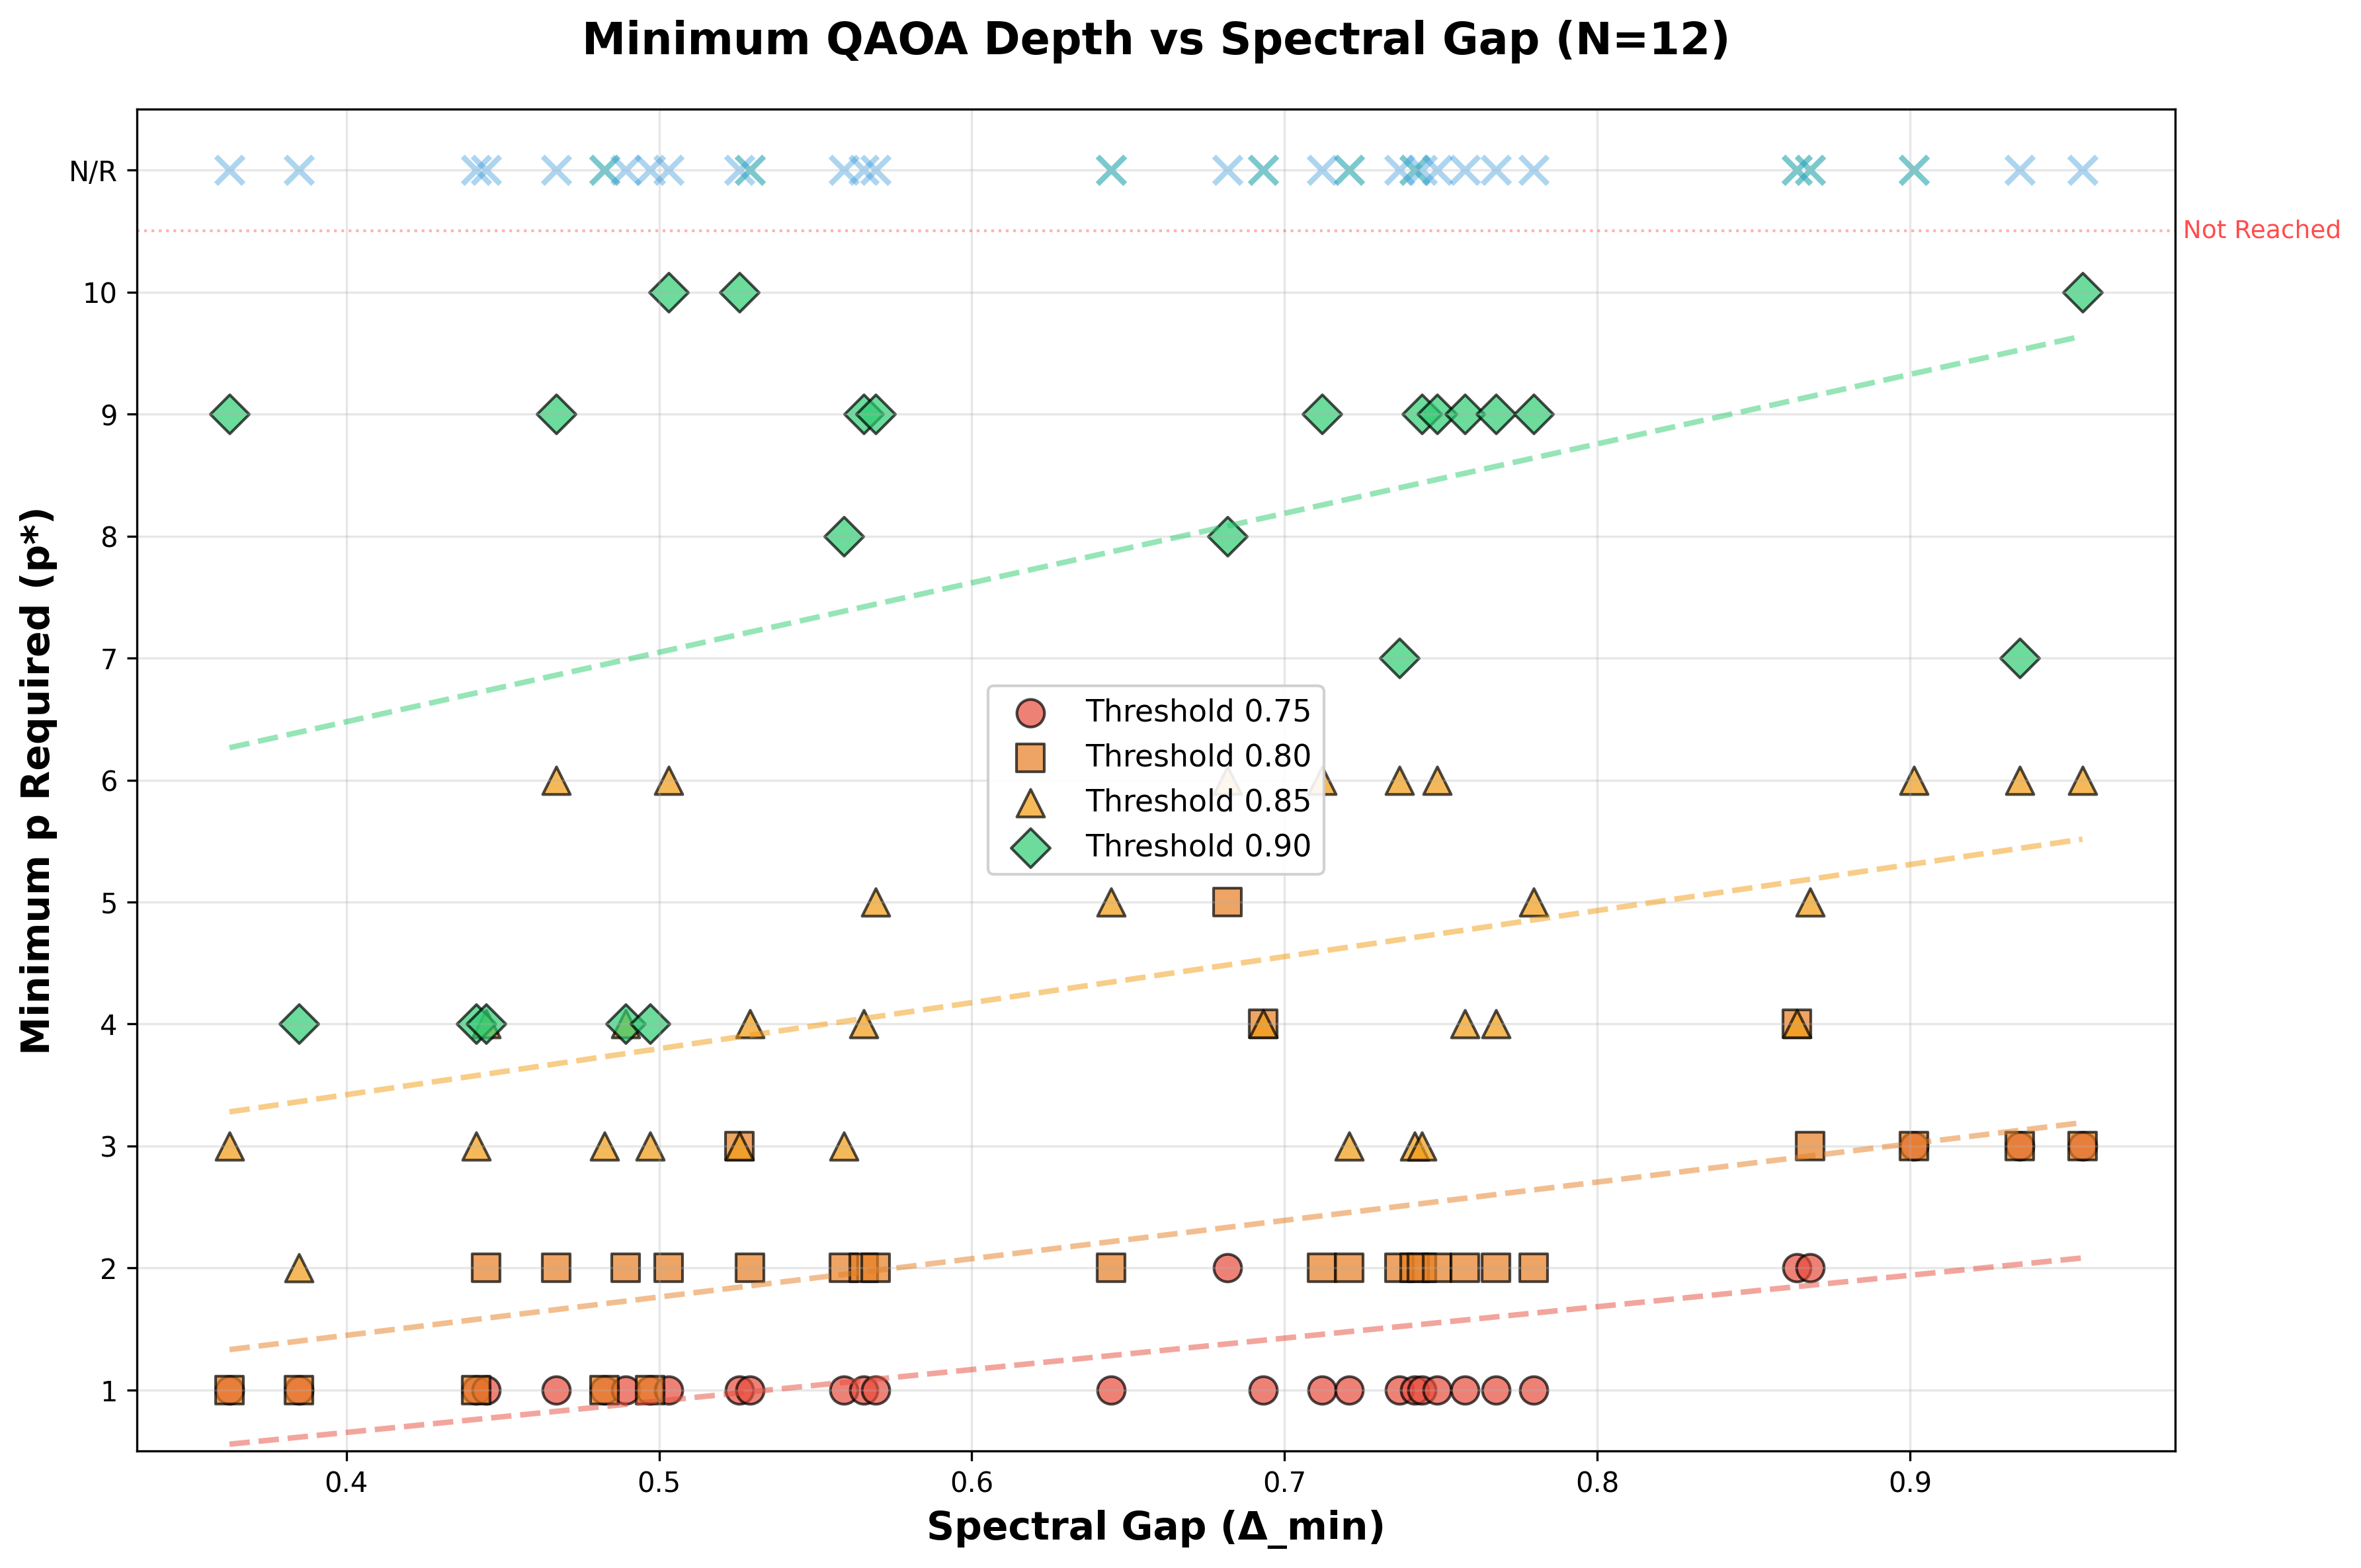 Minimum QAOA Depth vs Spectral Gap (N=12)
N/R
Not Reached
10
9
8
7
6
5
4
3
2
1
Minimum p Required (p*)
Threshold 0.75
Threshold 0.80
Threshold 0.85
Threshold 0.90
0.4 0.5 0.6 0.7 0.8 0.9
Spectral Gap (Δ_min)